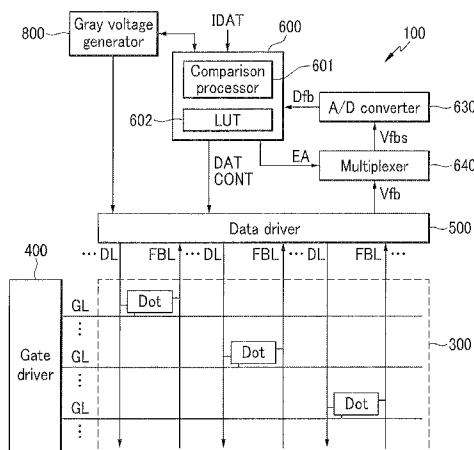 800
Gray voltage
generator
IDAT
600
100
Comparison
processor
601
602
LUT
Dfb
A/D converter
630
Vfbs
DAT
CONT
EA
Multiplexer
640
Vfb
Data driver
500
400
··· DL
FBL
··· DL
FBL
··· DL
FBL ···
GL
Dot
⋮
GL
Dot
300
Gate
driver
⋮
GL
Dot
⋮